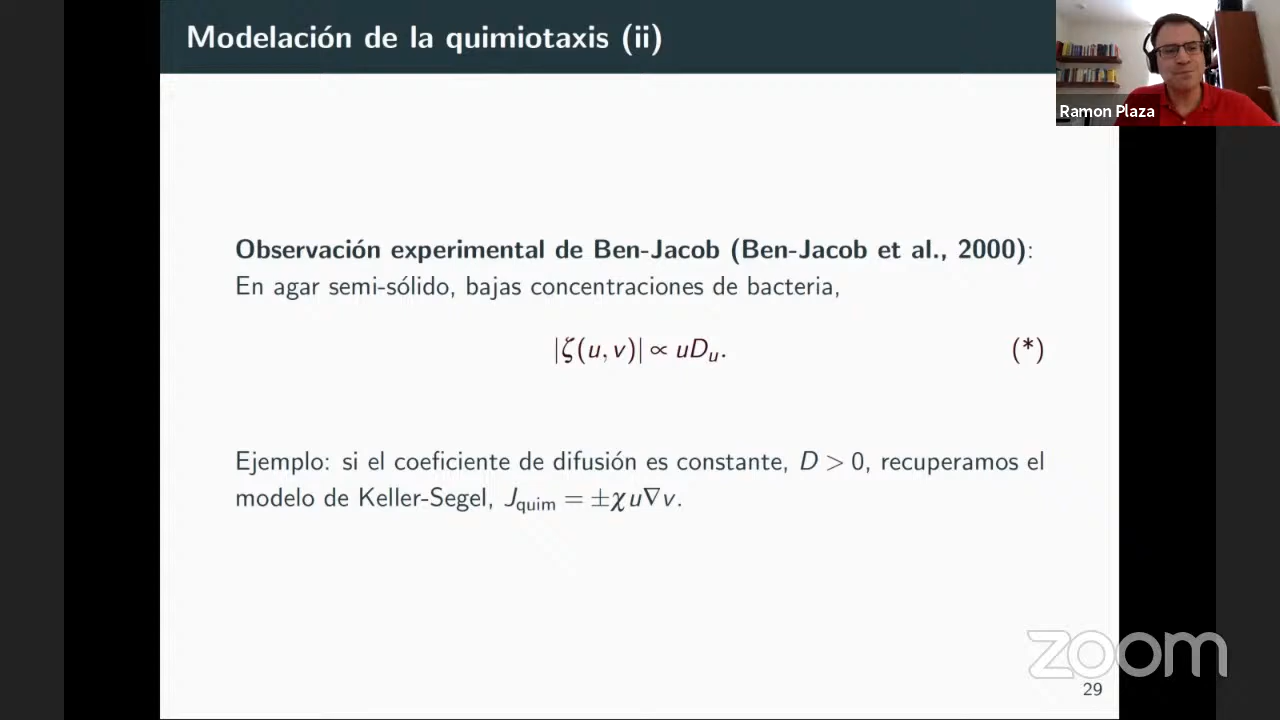 Modelación de la quimiotaxis (ii)
Ramon Plaza
Observación experimental de Ben-Jacob (Ben-Jacob et al., 2000):
En agar semi-sólido, bajas concentraciones de bacteria,
|ζ(u, v)| ∝ uD_u. (*)
Ejemplo: si el coeficiente de difusión es constante, D > 0, recuperamos el
modelo de Keller-Segel, J_quim = ±χu∇v.
zoom
29